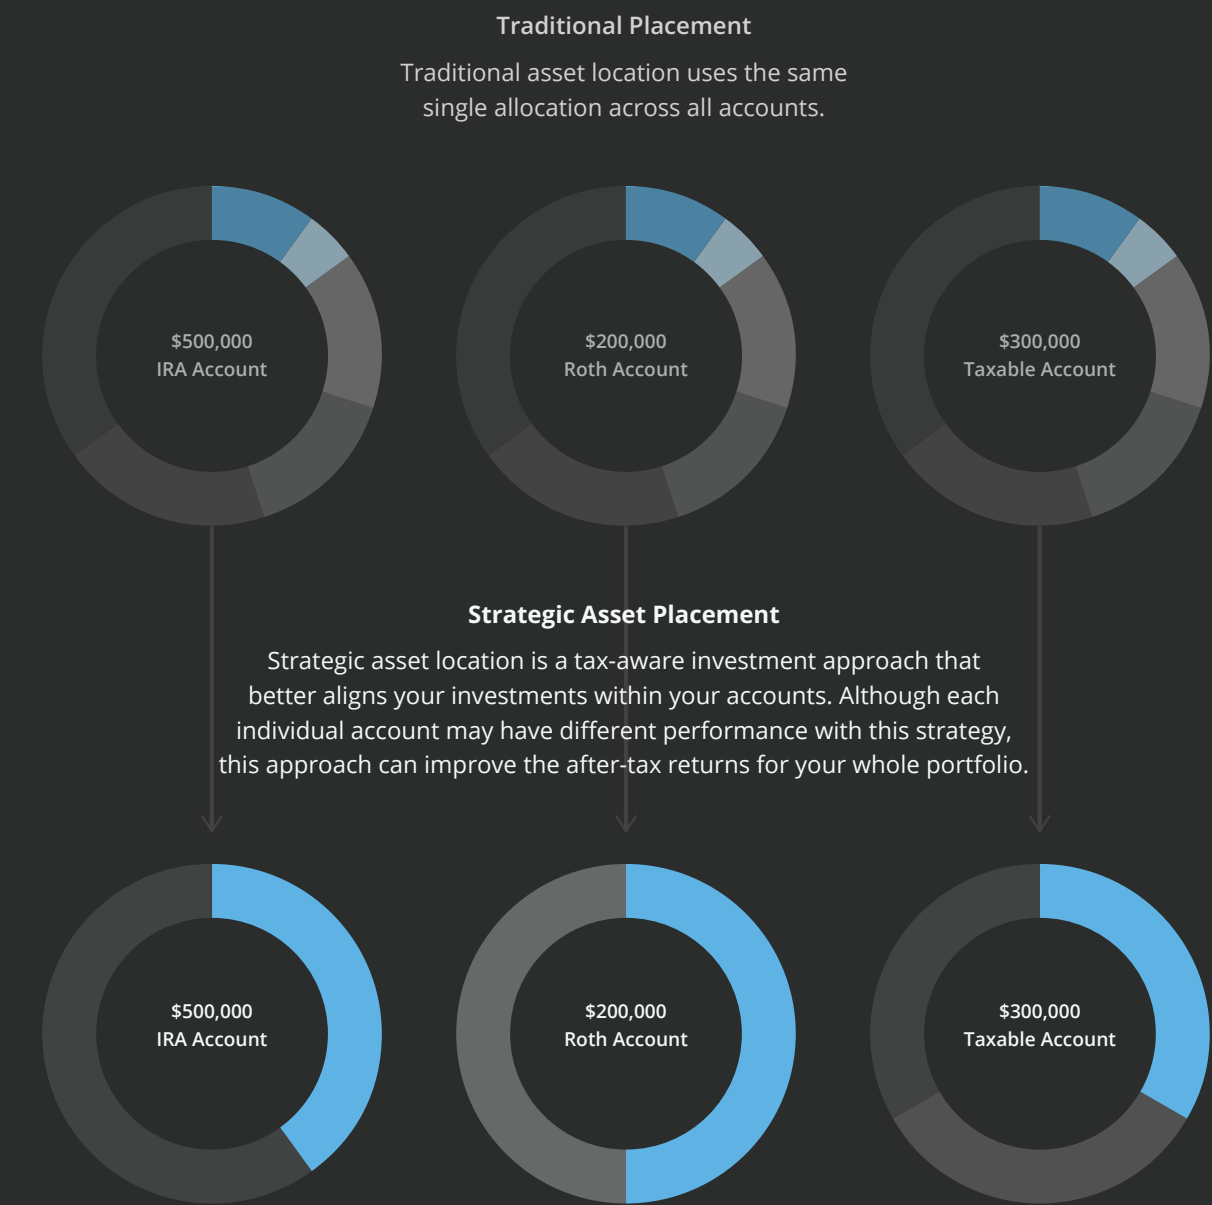 Traditional Placement
Traditional asset location uses the same
single allocation across all accounts.
$500,000
IRA Account
$200,000
Roth Account
$300,000
Taxable Account
Strategic Asset Placement
Strategic asset location is a tax-aware investment approach that
better aligns your investments within your accounts. Although each
individual account may have different performance with this strategy,
this approach can improve the after-tax returns for your whole portfolio.
$500,000
IRA Account
$200,000
Roth Account
$300,000
Taxable Account